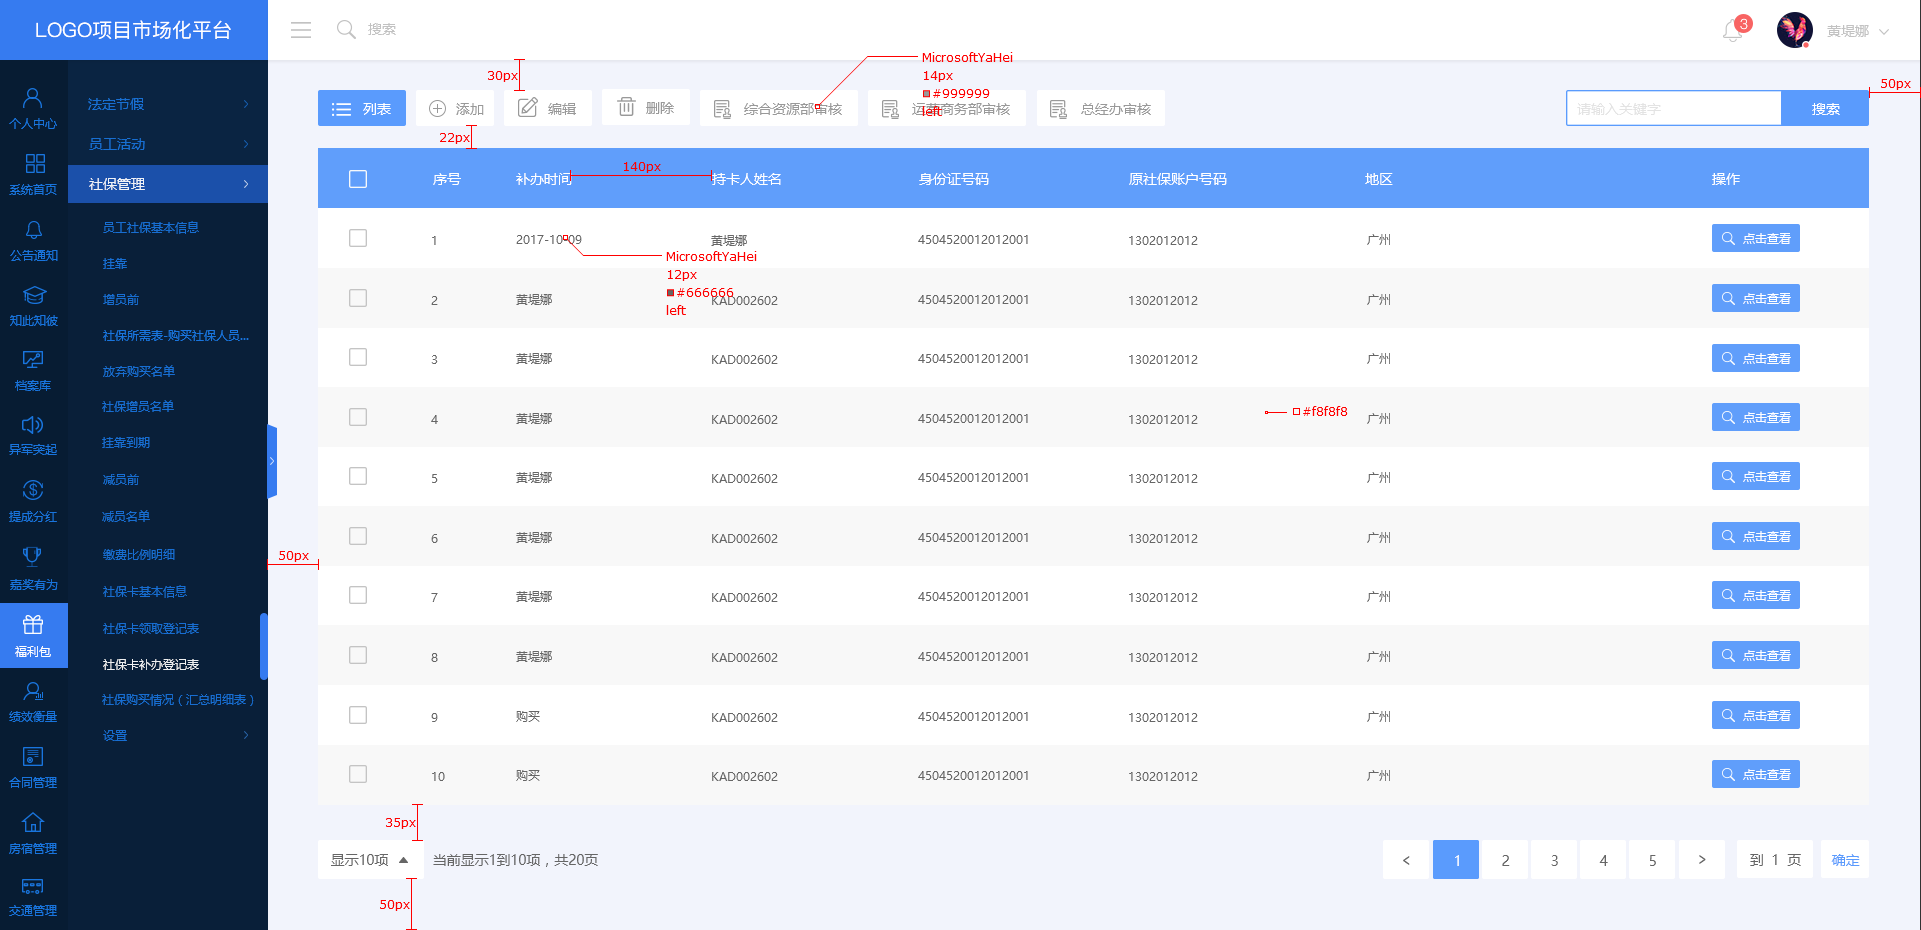 LOGO项目市场化平台
搜索
3
黄堤娜
个人中心
系统首页
公告通知
知此知彼
档案库
异军突起
提成分红
嘉奖有为
福利包
绩效衡量
合同管理
房宿管理
交通管理
法定节假
员工活动
社保管理
员工社保基本信息
挂靠
增员前
社保所需表-购买社保人员...
放弃购买名单
社保增员名单
挂靠到期
减员前
减员名单
缴费比例明细
社保卡基本信息
社保卡领取登记表
社保卡补办登记表
社保购买情况（汇总明细表）
设置
30px
MicrosoftYaHei
14px
#999999
left
50px
列表
添加
编辑
删除
综合资源部审核
运营商务部审核
总经办审核
请输入关键字
搜索
22px
140px
序号 补办时间 持卡人姓名 身份证号码 原社保账户号码 地区 操作
1 2017-10-09 黄堤娜 4504520012012001 1302012012 广州 点击查看
MicrosoftYaHei
12px
#666666
left
2 黄堤娜 KAD002602 4504520012012001 1302012012 广州 点击查看
3 黄堤娜 KAD002602 4504520012012001 1302012012 广州 点击查看
#f8f8f8
4 黄堤娜 KAD002602 4504520012012001 1302012012 广州 点击查看
5 黄堤娜 KAD002602 4504520012012001 1302012012 广州 点击查看
6 黄堤娜 KAD002602 4504520012012001 1302012012 广州 点击查看
50px
7 黄堤娜 KAD002602 4504520012012001 1302012012 广州 点击查看
8 黄堤娜 KAD002602 4504520012012001 1302012012 广州 点击查看
9 购买 KAD002602 4504520012012001 1302012012 广州 点击查看
10 购买 KAD002602 4504520012012001 1302012012 广州 点击查看
35px
显示10项 当前显示1到10项，共20页
< 1 2 3 4 5 > 到 1 页 确定
50px